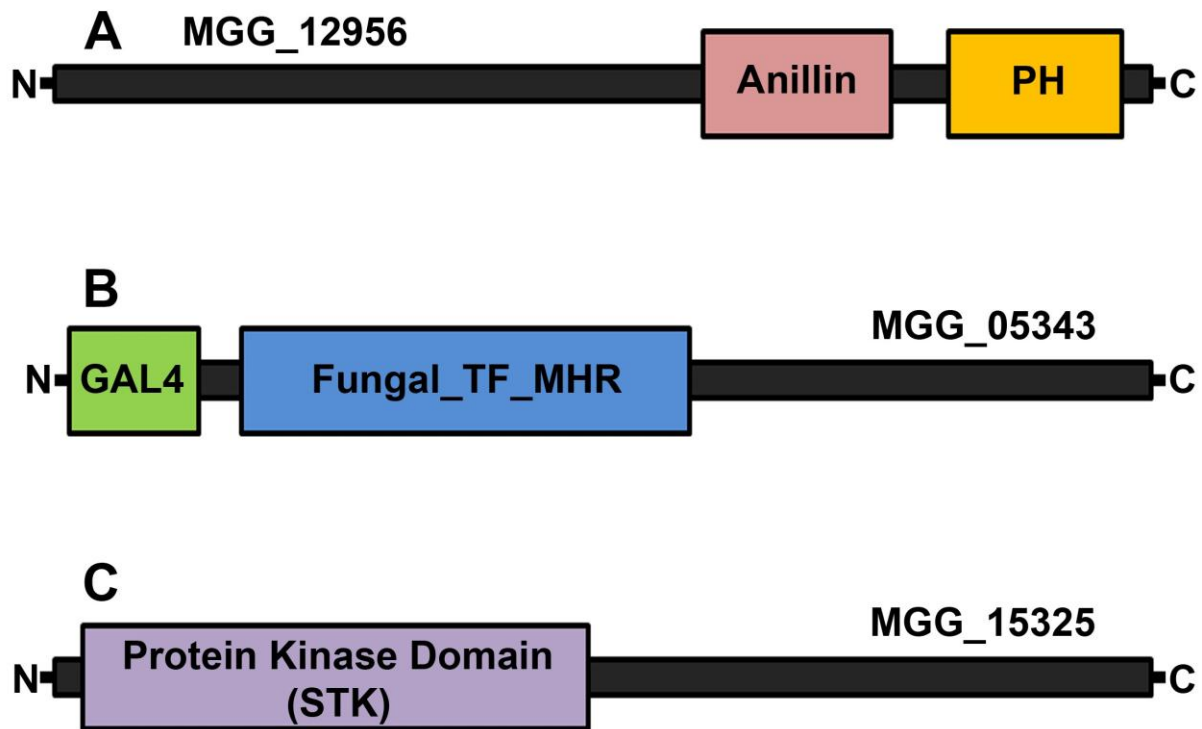 A MGG_12956
N Anillin PH C
B
MGG_05343
N GAL4 Fungal_TF_MHR C
C
MGG_15325
N Protein Kinase Domain C
(STK)